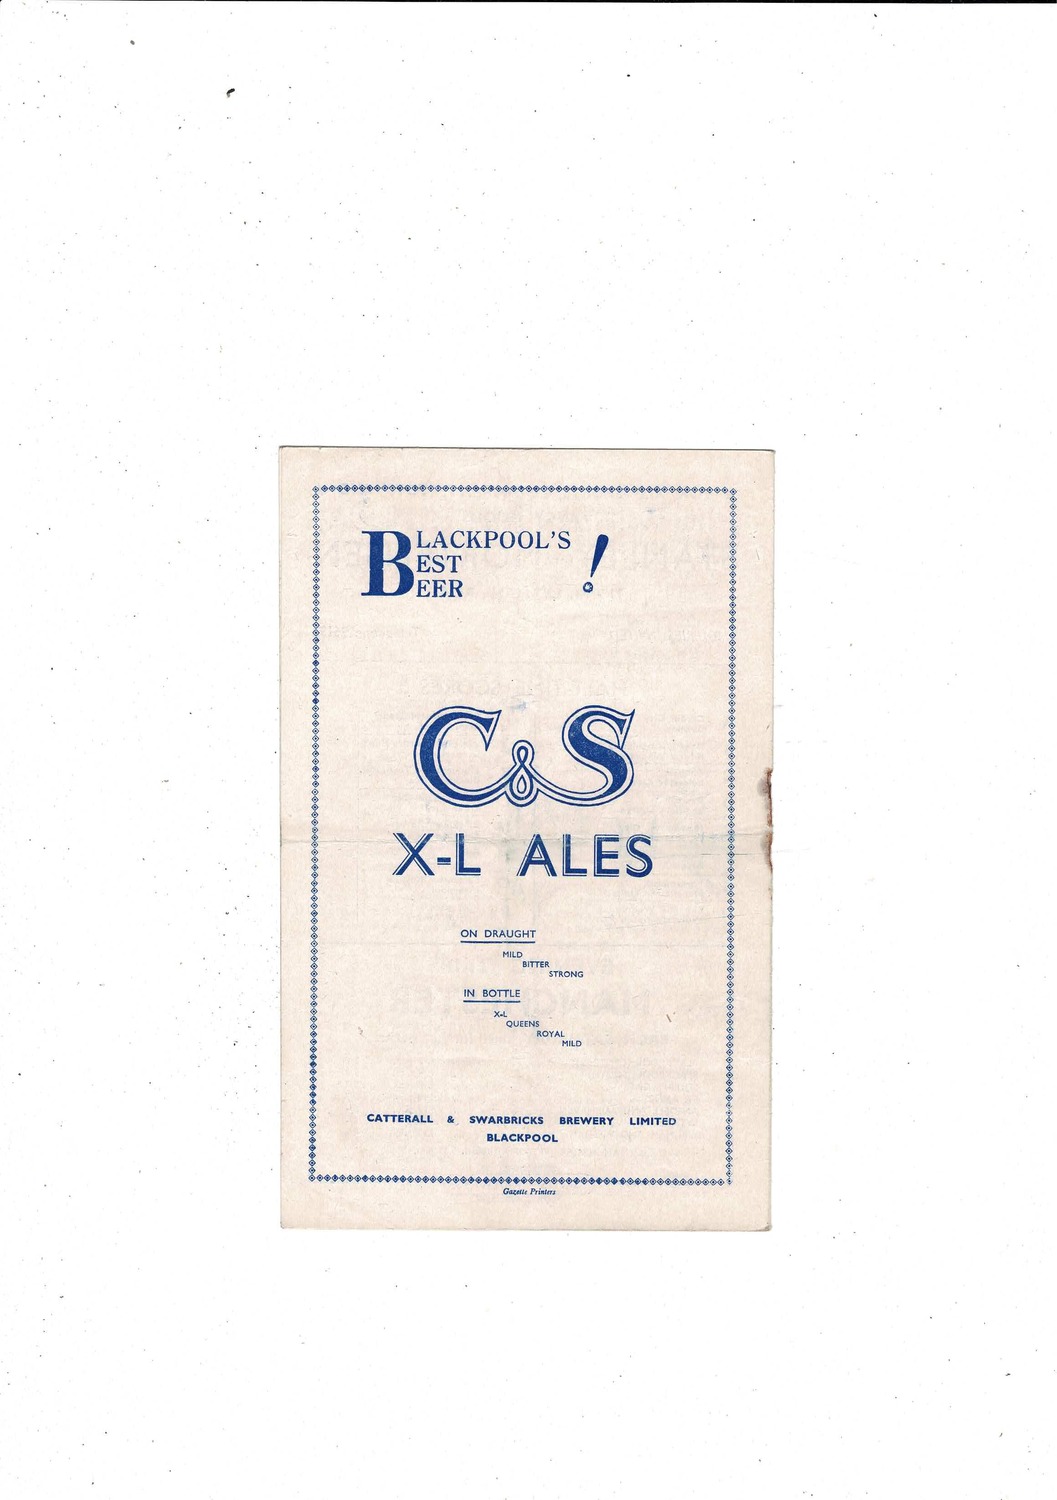 BLACKPOOL'S
BEST
BEER !
C & S
X-L ALES
ON DRAUGHT
MILD
BITTER
STRONG
IN BOTTLE
X-L
QUEENS
ROYAL
MILD
CATTERALL & SWARBRICKS BREWERY LIMITED
BLACKPOOL
Gazette Printers